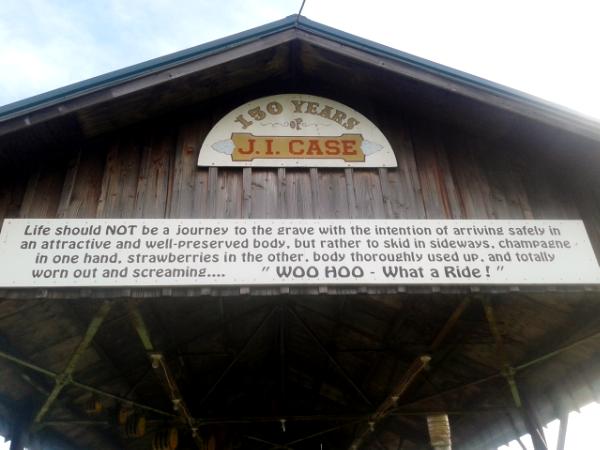 150 YEARS
OF
J.I. CASE
Life should NOT be a journey to the grave with the intention of arriving safely in
an attractive and well-preserved body, but rather to skid in sideways, champagne
in one hand, strawberries in the other, body thoroughly used up, and totally
worn out and screaming.... " WOO HOO - What a Ride ! "